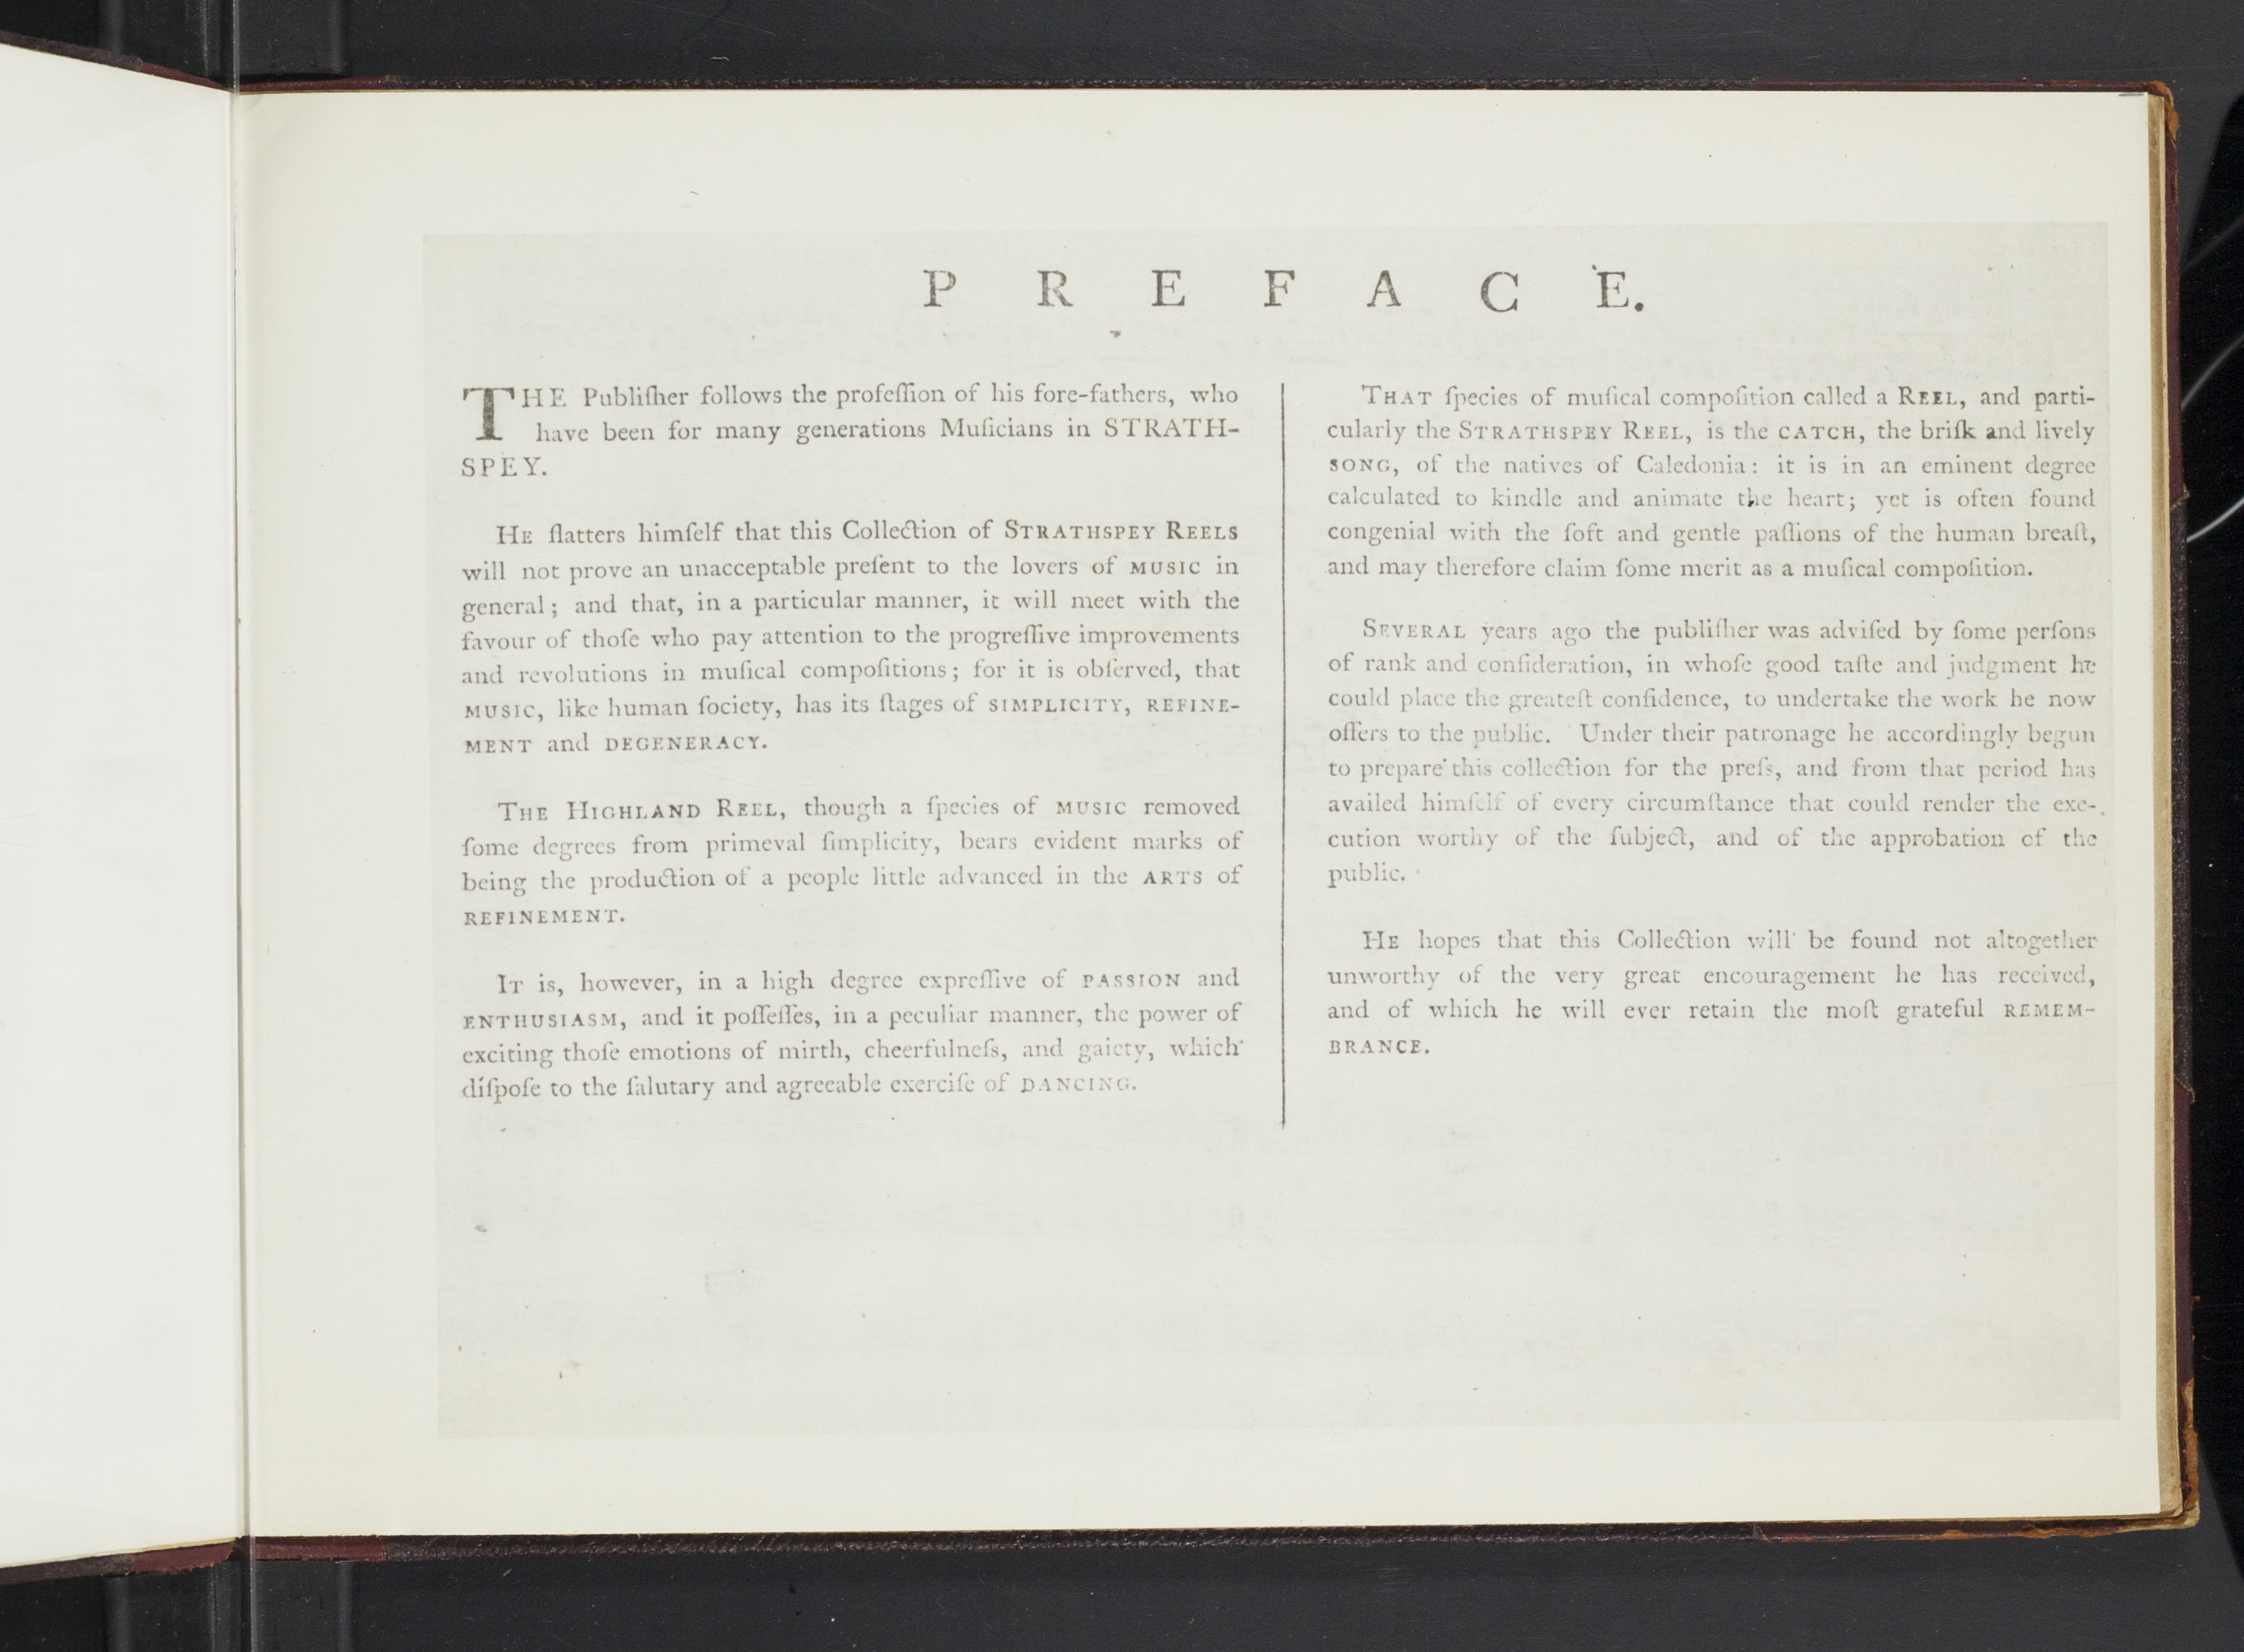 PREFACE.
THE Publiſher follows the profeſſion of his fore-fathers, who
have been for many generations Muſicians in STRATH-
SPEY.
HE flatters himſelf that this Collection of STRATHSPEY REELS
will not prove an unacceptable preſent to the lovers of MUSIC in
general; and that, in a particular manner, it will meet with the
favour of thoſe who pay attention to the progreſſive improvements
and revolutions in muſical compoſitions; for it is obſerved, that
MUSIC, like human ſociety, has its ſtages of SIMPLICITY, REFINE-
MENT and DEGENERACY.
THE HIGHLAND REEL, though a ſpecies of MUSIC removed
ſome degrees from primeval ſimplicity, bears evident marks of
being the production of a people little advanced in the ARTS of
REFINEMENT.
IT is, however, in a high degree expreſſive of PASSION and
ENTHUSIASM, and it poſſeſſes, in a peculiar manner, the power of
exciting thoſe emotions of mirth, cheerfulneſs, and gaiety, which
diſpoſe to the ſalutary and agreeable exerciſe of DANCING.
THAT ſpecies of muſical compoſition called a REEL, and parti-
cularly the STRATHSPEY REEL, is the CATCH, the briſk and lively
SONG, of the natives of Caledonia: it is in an eminent degree
calculated to kindle and animate the heart; yet is often found
congenial with the ſoft and gentle paſſions of the human breaſt,
and may therefore claim ſome merit as a muſical compoſition.
SEVERAL years ago the publiſher was adviſed by ſome perſons
of rank and conſideration, in whoſe good taſte and judgment he
could place the greateſt confidence, to undertake the work he now
offers to the public. Under their patronage he accordingly begun
to prepare this collection for the preſs, and from that period has
availed himſelf of every circumſtance that could render the exe-
cution worthy of the ſubject, and of the approbation of the
public.
HE hopes that this Collection will be found not altogether
unworthy of the very great encouragement he has received,
and of which he will ever retain the moſt grateful REMEM-
BRANCE.